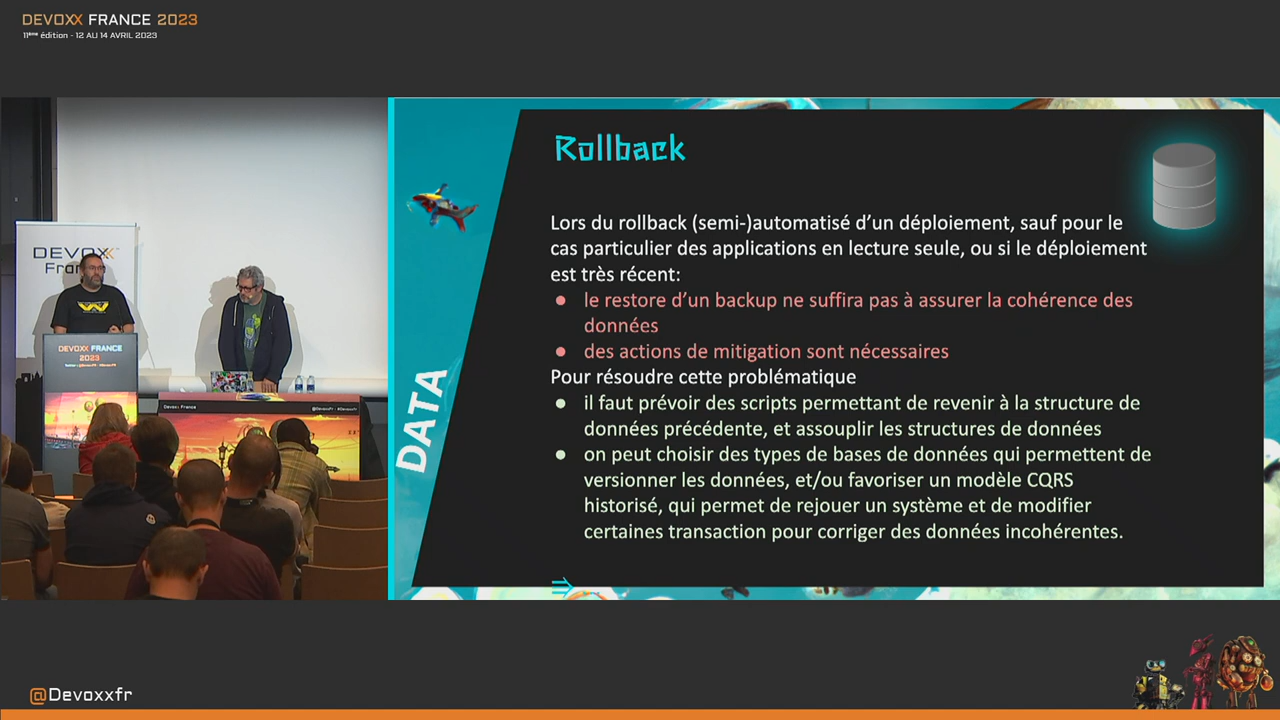 DEVOXX FRANCE 2023
11ème édition - 12 AU 14 AVRIL 2023
DEVOXX
France
DEVOXX FRANCE
2023
Devoxx France
@DevoxxFR | #DevoxxFR
DATA
Rollback
Lors du rollback (semi-)automatisé d’un déploiement, sauf pour le
cas particulier des applications en lecture seule, ou si le déploiement
est très récent:
● le restore d’un backup ne suffira pas à assurer la cohérence des
données
● des actions de mitigation sont nécessaires
Pour résoudre cette problématique
● il faut prévoir des scripts permettant de revenir à la structure de
données précédente, et assouplir les structures de données
● on peut choisir des types de bases de données qui permettent de
versionner les données, et/ou favoriser un modèle CQRS
historisé, qui permet de rejouer un système et de modifier
certaines transaction pour corriger des données incohérentes.
⇒
@Devoxxfr